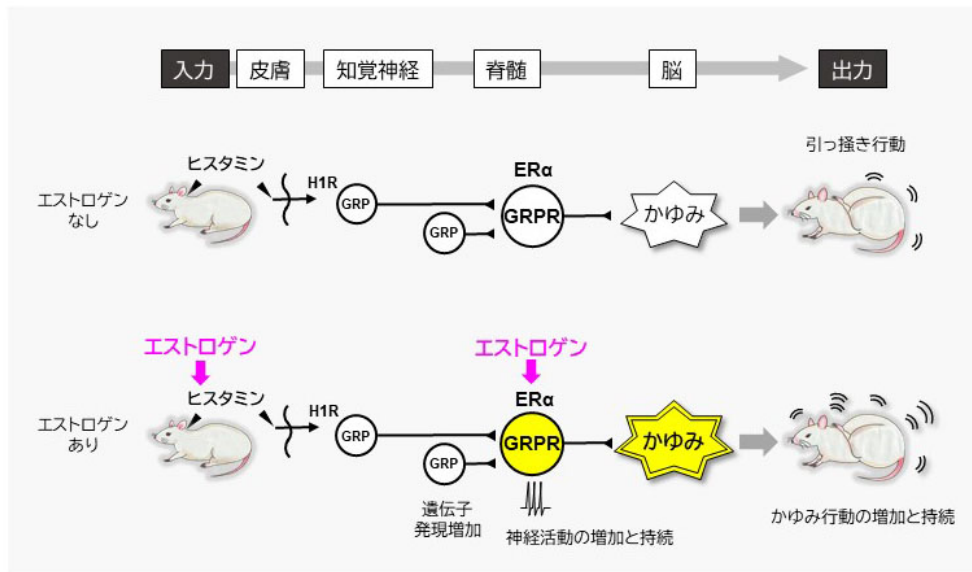 入力 皮膚 知覚神経 脊髄 脳 出力
引っ掻き行動
エストロゲン
なし
ヒスタミン
H1R
GRP
GRP
ERα
GRPR
かゆみ
エストロゲン
エストロゲン
エストロゲン
あり
ヒスタミン
H1R
GRP
GRP
ERα
GRPR
かゆみ
遺伝子
発現増加
神経活動の増加と持続
かゆみ行動の増加と持続